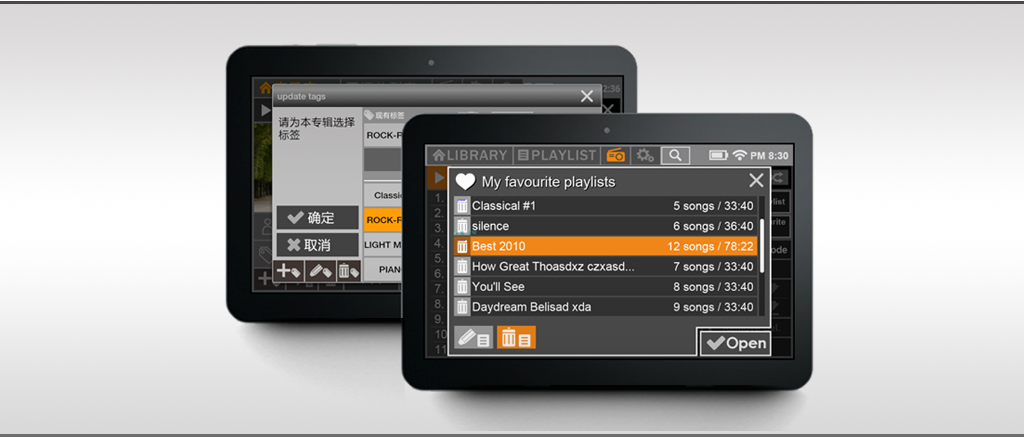 update tags
请为本专辑选择
标签
现有标签
ROCK-
Classic
ROCK-
LIGHT M
PIAN
确定
取消
2:36
LIBRARY
PLAYLIST
PM 8:30
My favourite playlists
Classical #1 5 songs / 33:40
silence 6 songs / 36:40
Best 2010 12 songs / 78:22
How Great Thoasdxz czxasd... 7 songs / 33:40
You'll See 8 songs / 33:40
Daydream Belisad xda 9 songs / 33:40
Open
1.
2.
3.
4.
5.
6.
7.
8.
9.
10
11
list
rite
ode